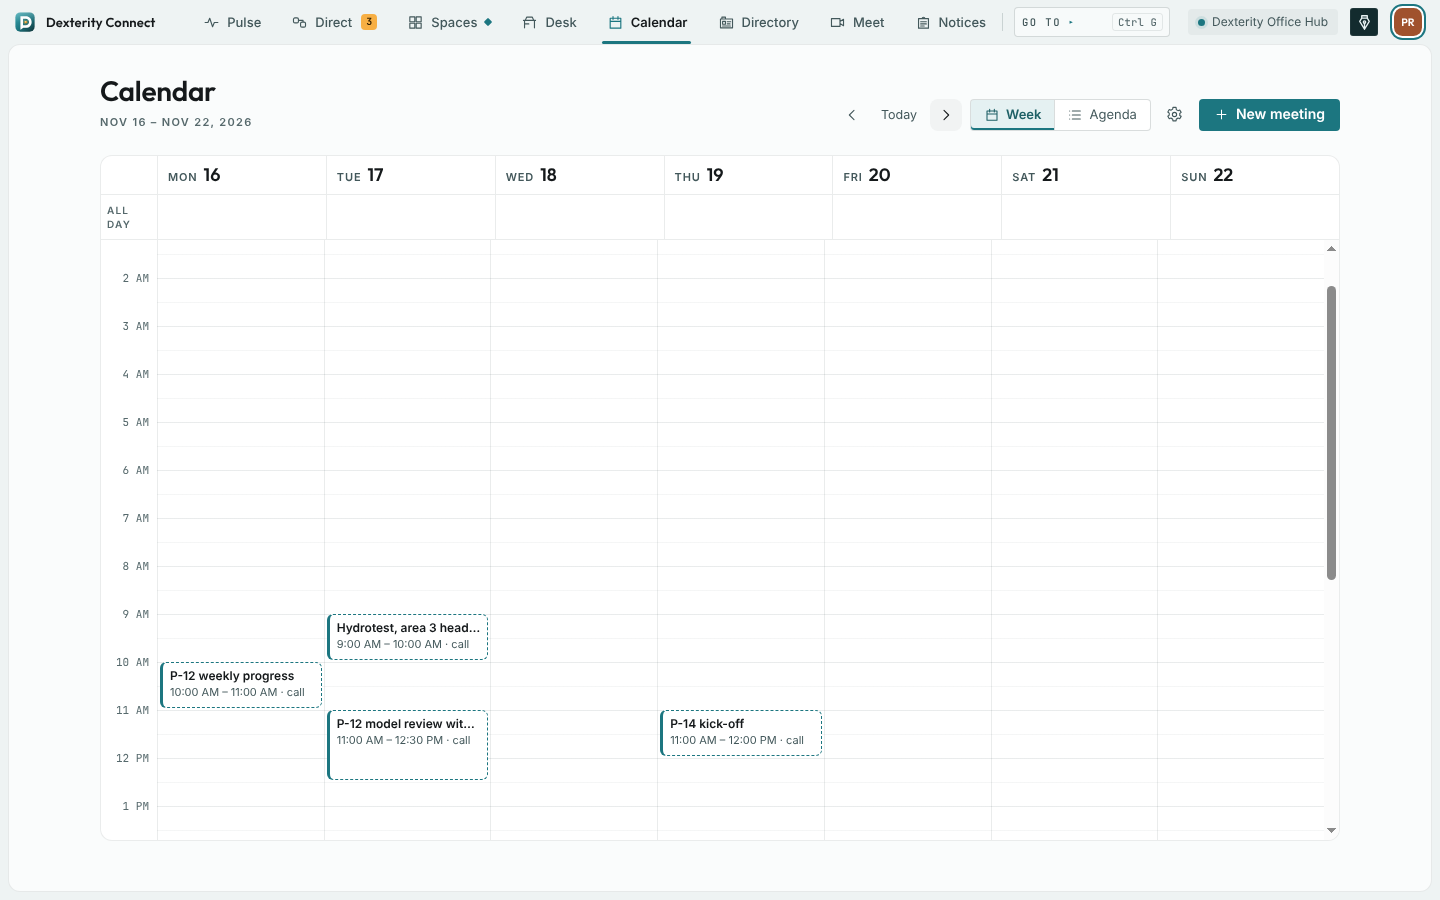 Dexterity Connect
Pulse
Direct 3
Spaces
Desk
Calendar
Directory
Meet
Notices
GO TO
Ctrl G
Dexterity Office Hub
PR
Calendar
NOV 16 – NOV 22, 2026
Today
Week
Agenda
New meeting
MON 16
TUE 17
WED 18
THU 19
FRI 20
SAT 21
SUN 22
ALL
DAY
2 AM
3 AM
4 AM
5 AM
6 AM
7 AM
8 AM
9 AM
Hydrotest, area 3 head...
9:00 AM – 10:00 AM · call
10 AM
P-12 weekly progress
10:00 AM – 11:00 AM · call
11 AM
P-12 model review wit...
11:00 AM – 12:30 PM · call
P-14 kick-off
11:00 AM – 12:00 PM · call
12 PM
1 PM